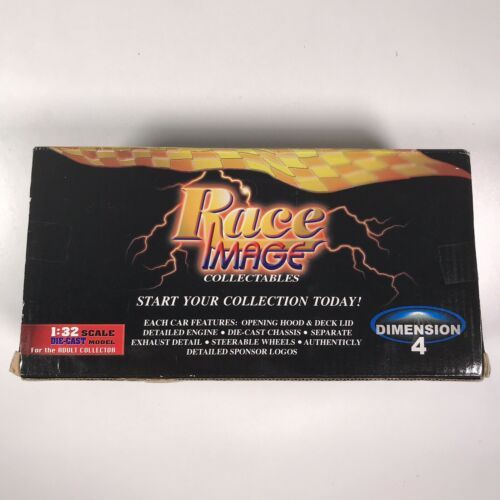 Race
IMAGE
COLLECTABLES
START YOUR COLLECTION TODAY!
EACH CAR FEATURES: OPENING HOOD & DECK LID
DETAILED ENGINE • DIE-CAST CHASSIS • SEPARATE
EXHAUST DETAIL • STEERABLE WHEELS • AUTHENTICLY
DETAILED SPONSOR LOGOS
1:32 SCALE
DIE-CAST MODEL
For the ADULT COLLECTOR
DIMENSION
4